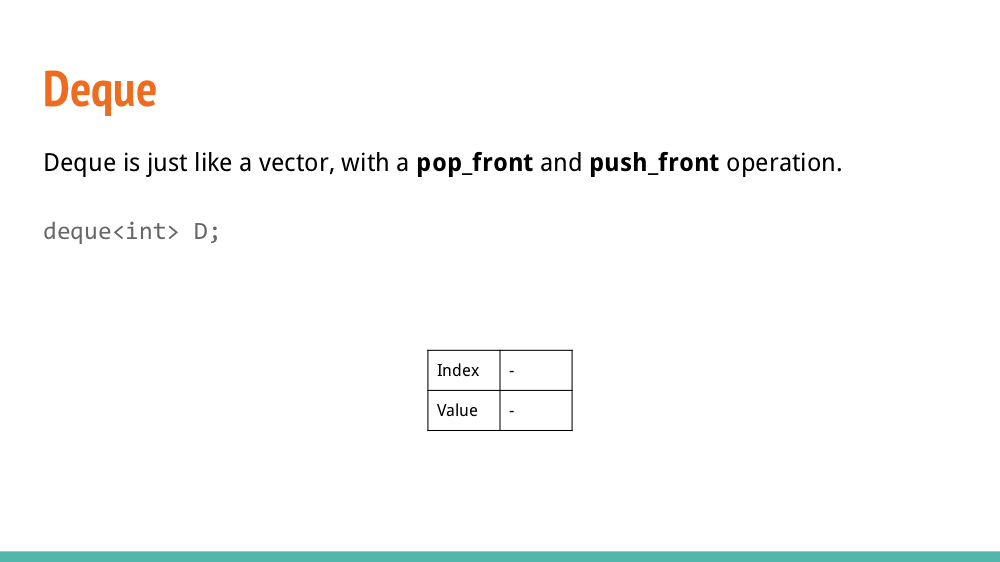 Deque
Deque is just like a vector, with a pop_front and push_front operation.
deque<int> D;
Index -
Value -